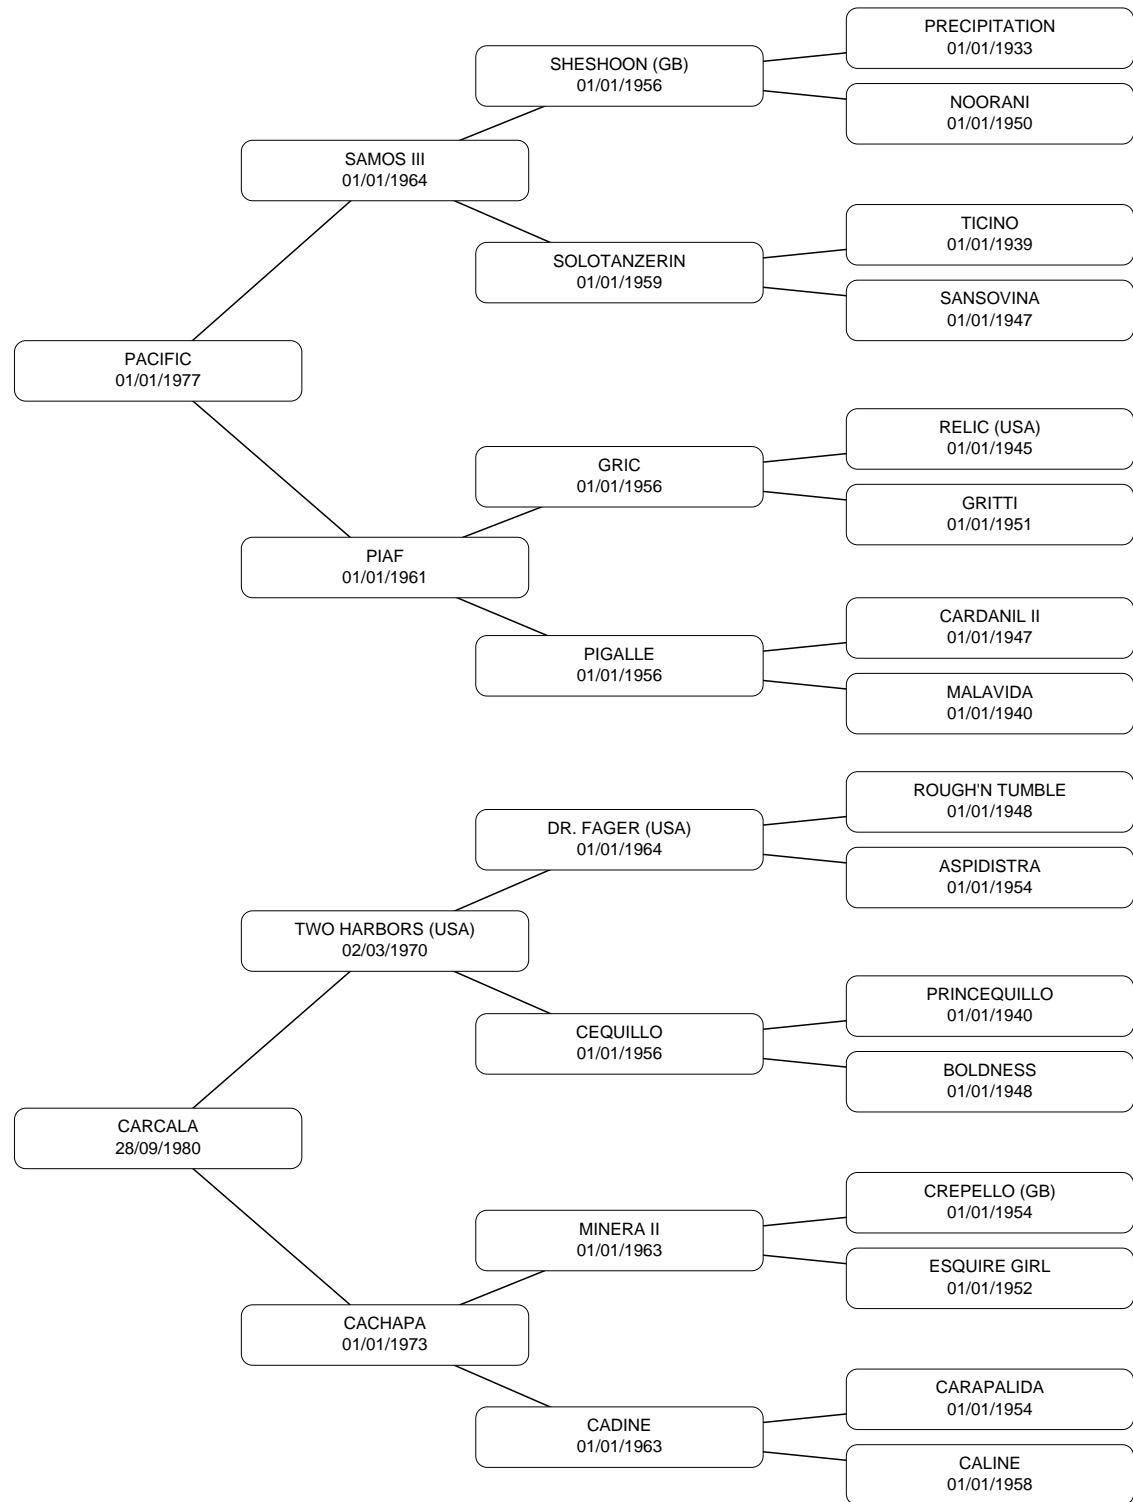 PRECIPITATION
01/01/1933
SHESHOON (GB)
01/01/1956
NOORANI
01/01/1950
SAMOS III
01/01/1964
TICINO
01/01/1939
SOLOTANZERIN
01/01/1959
SANSOVINA
01/01/1947
PACIFIC
01/01/1977
RELIC (USA)
01/01/1945
GRIC
01/01/1956
GRITTI
01/01/1951
PIAF
01/01/1961
CARDANIL II
01/01/1947
PIGALLE
01/01/1956
MALAVIDA
01/01/1940
ROUGH'N TUMBLE
01/01/1948
DR. FAGER (USA)
01/01/1964
ASPIDISTRA
01/01/1954
TWO HARBORS (USA)
02/03/1970
PRINCEQUILLO
01/01/1940
CEQUILLO
01/01/1956
BOLDNESS
01/01/1948
CARCALA
28/09/1980
CREPELLO (GB)
01/01/1954
MINERA II
01/01/1963
ESQUIRE GIRL
01/01/1952
CACHAPA
01/01/1973
CARAPALIDA
01/01/1954
CADINE
01/01/1963
CALINE
01/01/1958